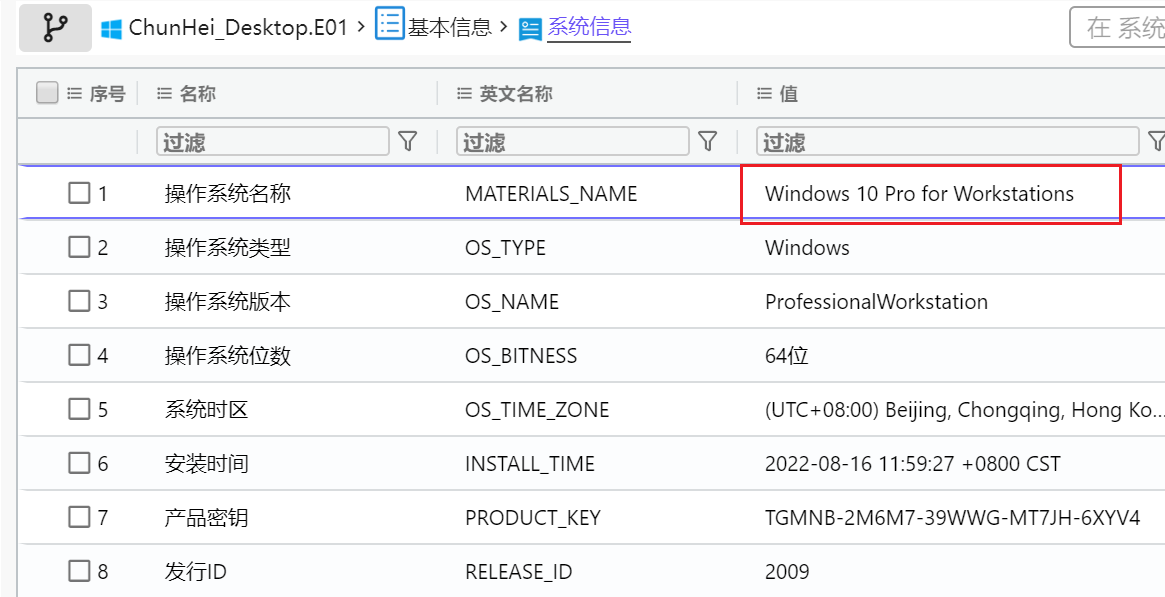 ChunHei_Desktop.E01 > 基本信息 > 系统信息 在 系统
序号 名称 英文名称 值
过滤 过滤 过滤
1 操作系统名称 MATERIALS_NAME Windows 10 Pro for Workstations
2 操作系统类型 OS_TYPE Windows
3 操作系统版本 OS_NAME ProfessionalWorkstation
4 操作系统位数 OS_BITNESS 64位
5 系统时区 OS_TIME_ZONE (UTC+08:00) Beijing, Chongqing, Hong Ko...
6 安装时间 INSTALL_TIME 2022-08-16 11:59:27 +0800 CST
7 产品密钥 PRODUCT_KEY TGMNB-2M6M7-39WWG-MT7JH-6XYV4
8 发行ID RELEASE_ID 2009